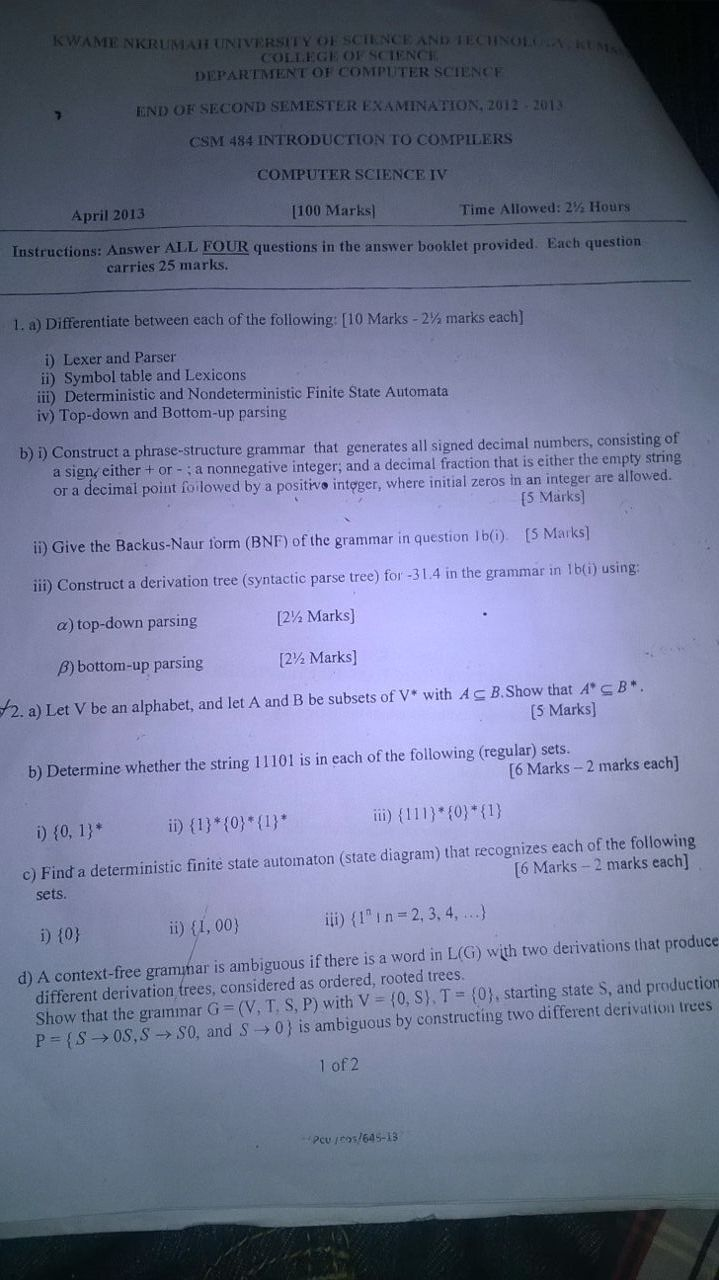 KWAME NKRUMAH UNIVERSITY OF SCIENCE AND TECHNOLOGY, KUMA
COLLEGE OF SCIENCE
DEPARTMENT OF COMPUTER SCIENCE
END OF SECOND SEMESTER EXAMINATION, 2012 - 2013
CSM 484 INTRODUCTION TO COMPILERS
COMPUTER SCIENCE IV
April 2013 [100 Marks] Time Allowed: 2½ Hours
Instructions: Answer ALL FOUR questions in the answer booklet provided. Each question
carries 25 marks.
1. a) Differentiate between each of the following: [10 Marks - 2½ marks each]
i) Lexer and Parser
ii) Symbol table and Lexicons
iii) Deterministic and Nondeterministic Finite State Automata
iv) Top-down and Bottom-up parsing
b) i) Construct a phrase-structure grammar that generates all signed decimal numbers, consisting of
a sign, either + or - ; a nonnegative integer; and a decimal fraction that is either the empty string
or a decimal point followed by a positive integer, where initial zeros in an integer are allowed.
[5 Marks]
ii) Give the Backus-Naur form (BNF) of the grammar in question 1b(i). [5 Marks]
iii) Construct a derivation tree (syntactic parse tree) for -31.4 in the grammar in 1b(i) using:
α) top-down parsing [2½ Marks]
β) bottom-up parsing [2½ Marks]
2. a) Let V be an alphabet, and let A and B be subsets of V* with A ⊆ B. Show that A* ⊆ B*.
[5 Marks]
b) Determine whether the string 11101 is in each of the following (regular) sets.
[6 Marks – 2 marks each]
i) {0, 1}* ii) {1}*{0}*{1}* iii) {111}*{0}*{1}
c) Find a deterministic finite state automaton (state diagram) that recognizes each of the following
sets. [6 Marks – 2 marks each]
i) {0} ii) {1, 00} iii) {1ⁿ | n = 2, 3, 4, ...}
d) A context-free grammar is ambiguous if there is a word in L(G) with two derivations that produce
different derivation trees, considered as ordered, rooted trees.
Show that the grammar G = (V, T, S, P) with V = {0, S}, T = {0}, starting state S, and production
P = {S → 0S, S → S0, and S → 0} is ambiguous by constructing two different derivation trees
1 of 2